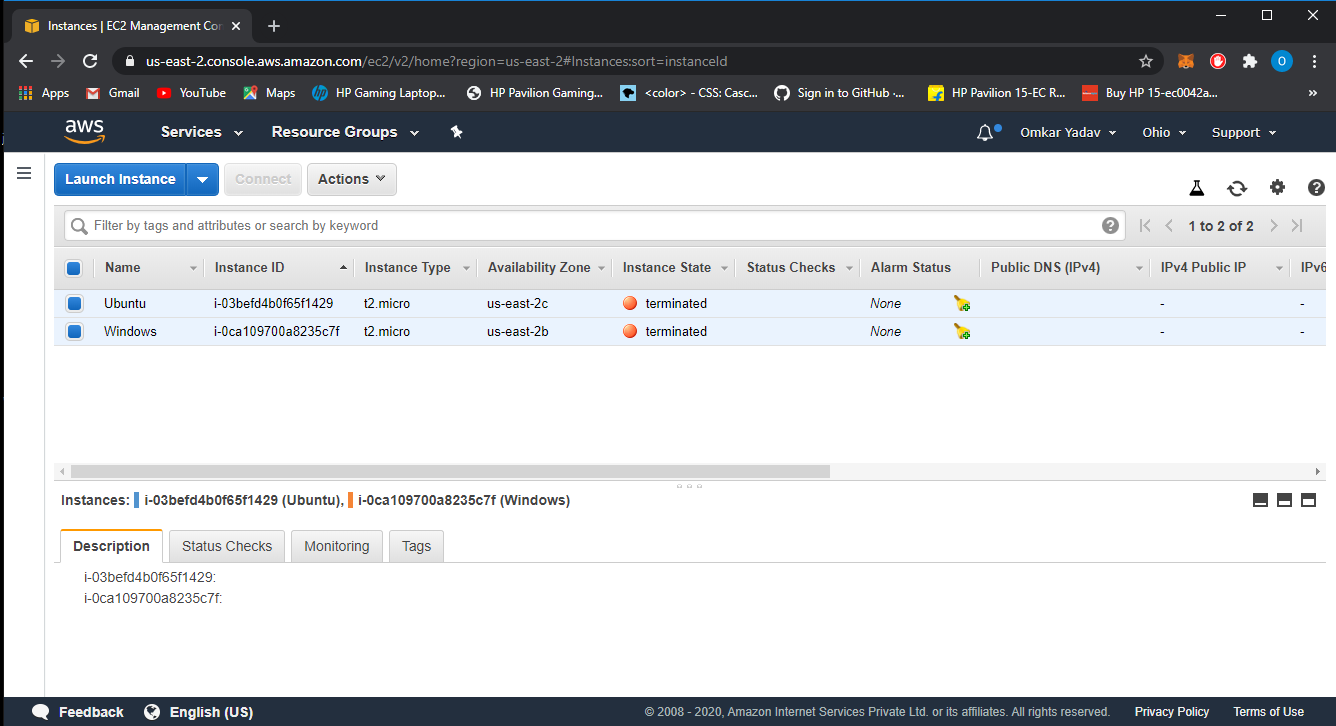 Instances | EC2 Management Cor
us-east-2.console.aws.amazon.com/ec2/v2/home?region=us-east-2#Instances:sort=instanceId O
Apps Gmail YouTube Maps HP Gaming Laptop... HP Pavilion Gaming... <color> - CSS: Casc... Sign in to GitHub ·... HP Pavilion 15-EC R... Buy HP 15-ec0042a... »
aws Services Resource Groups Omkar Yadav Ohio Support
Launch Instance Connect Actions
Filter by tags and attributes or search by keyword 1 to 2 of 2
Name Instance ID Instance Type Availability Zone Instance State Status Checks Alarm Status Public DNS (IPv4) IPv4 Public IP IPv6
Ubuntu i-03befd4b0f65f1429 t2.micro us-east-2c terminated None - -
Windows i-0ca109700a8235c7f t2.micro us-east-2b terminated None - -
Instances: i-03befd4b0f65f1429 (Ubuntu), i-0ca109700a8235c7f (Windows)
Description Status Checks Monitoring Tags
i-03befd4b0f65f1429:
i-0ca109700a8235c7f:
Feedback English (US) © 2008 - 2020, Amazon Internet Services Private Ltd. or its affiliates. All rights reserved. Privacy Policy Terms of Use